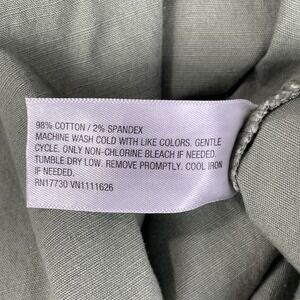 98% COTTON / 2% SPANDEX
MACHINE WASH COLD WITH LIKE COLORS. GENTLE
CYCLE. ONLY NON-CHLORINE BLEACH IF NEEDED.
TUMBLE DRY LOW. REMOVE PROMPTLY. COOL IRON
IF NEEDED.
RN17730 VN1111626